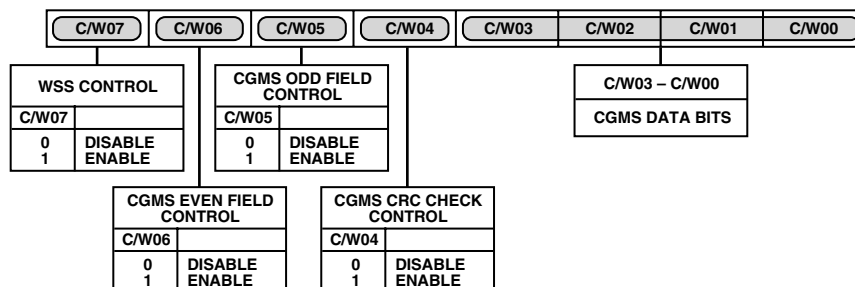 C/W07 C/W06 C/W05 C/W04 C/W03 C/W02 C/W01 C/W00
WSS CONTROL
C/W07
0 DISABLE
1 ENABLE
CGMS ODD FIELD
CONTROL
C/W05
0 DISABLE
1 ENABLE
C/W03 – C/W00
CGMS DATA BITS
CGMS EVEN FIELD
CONTROL
C/W06
0 DISABLE
1 ENABLE
CGMS CRC CHECK
CONTROL
C/W04
0 DISABLE
1 ENABLE